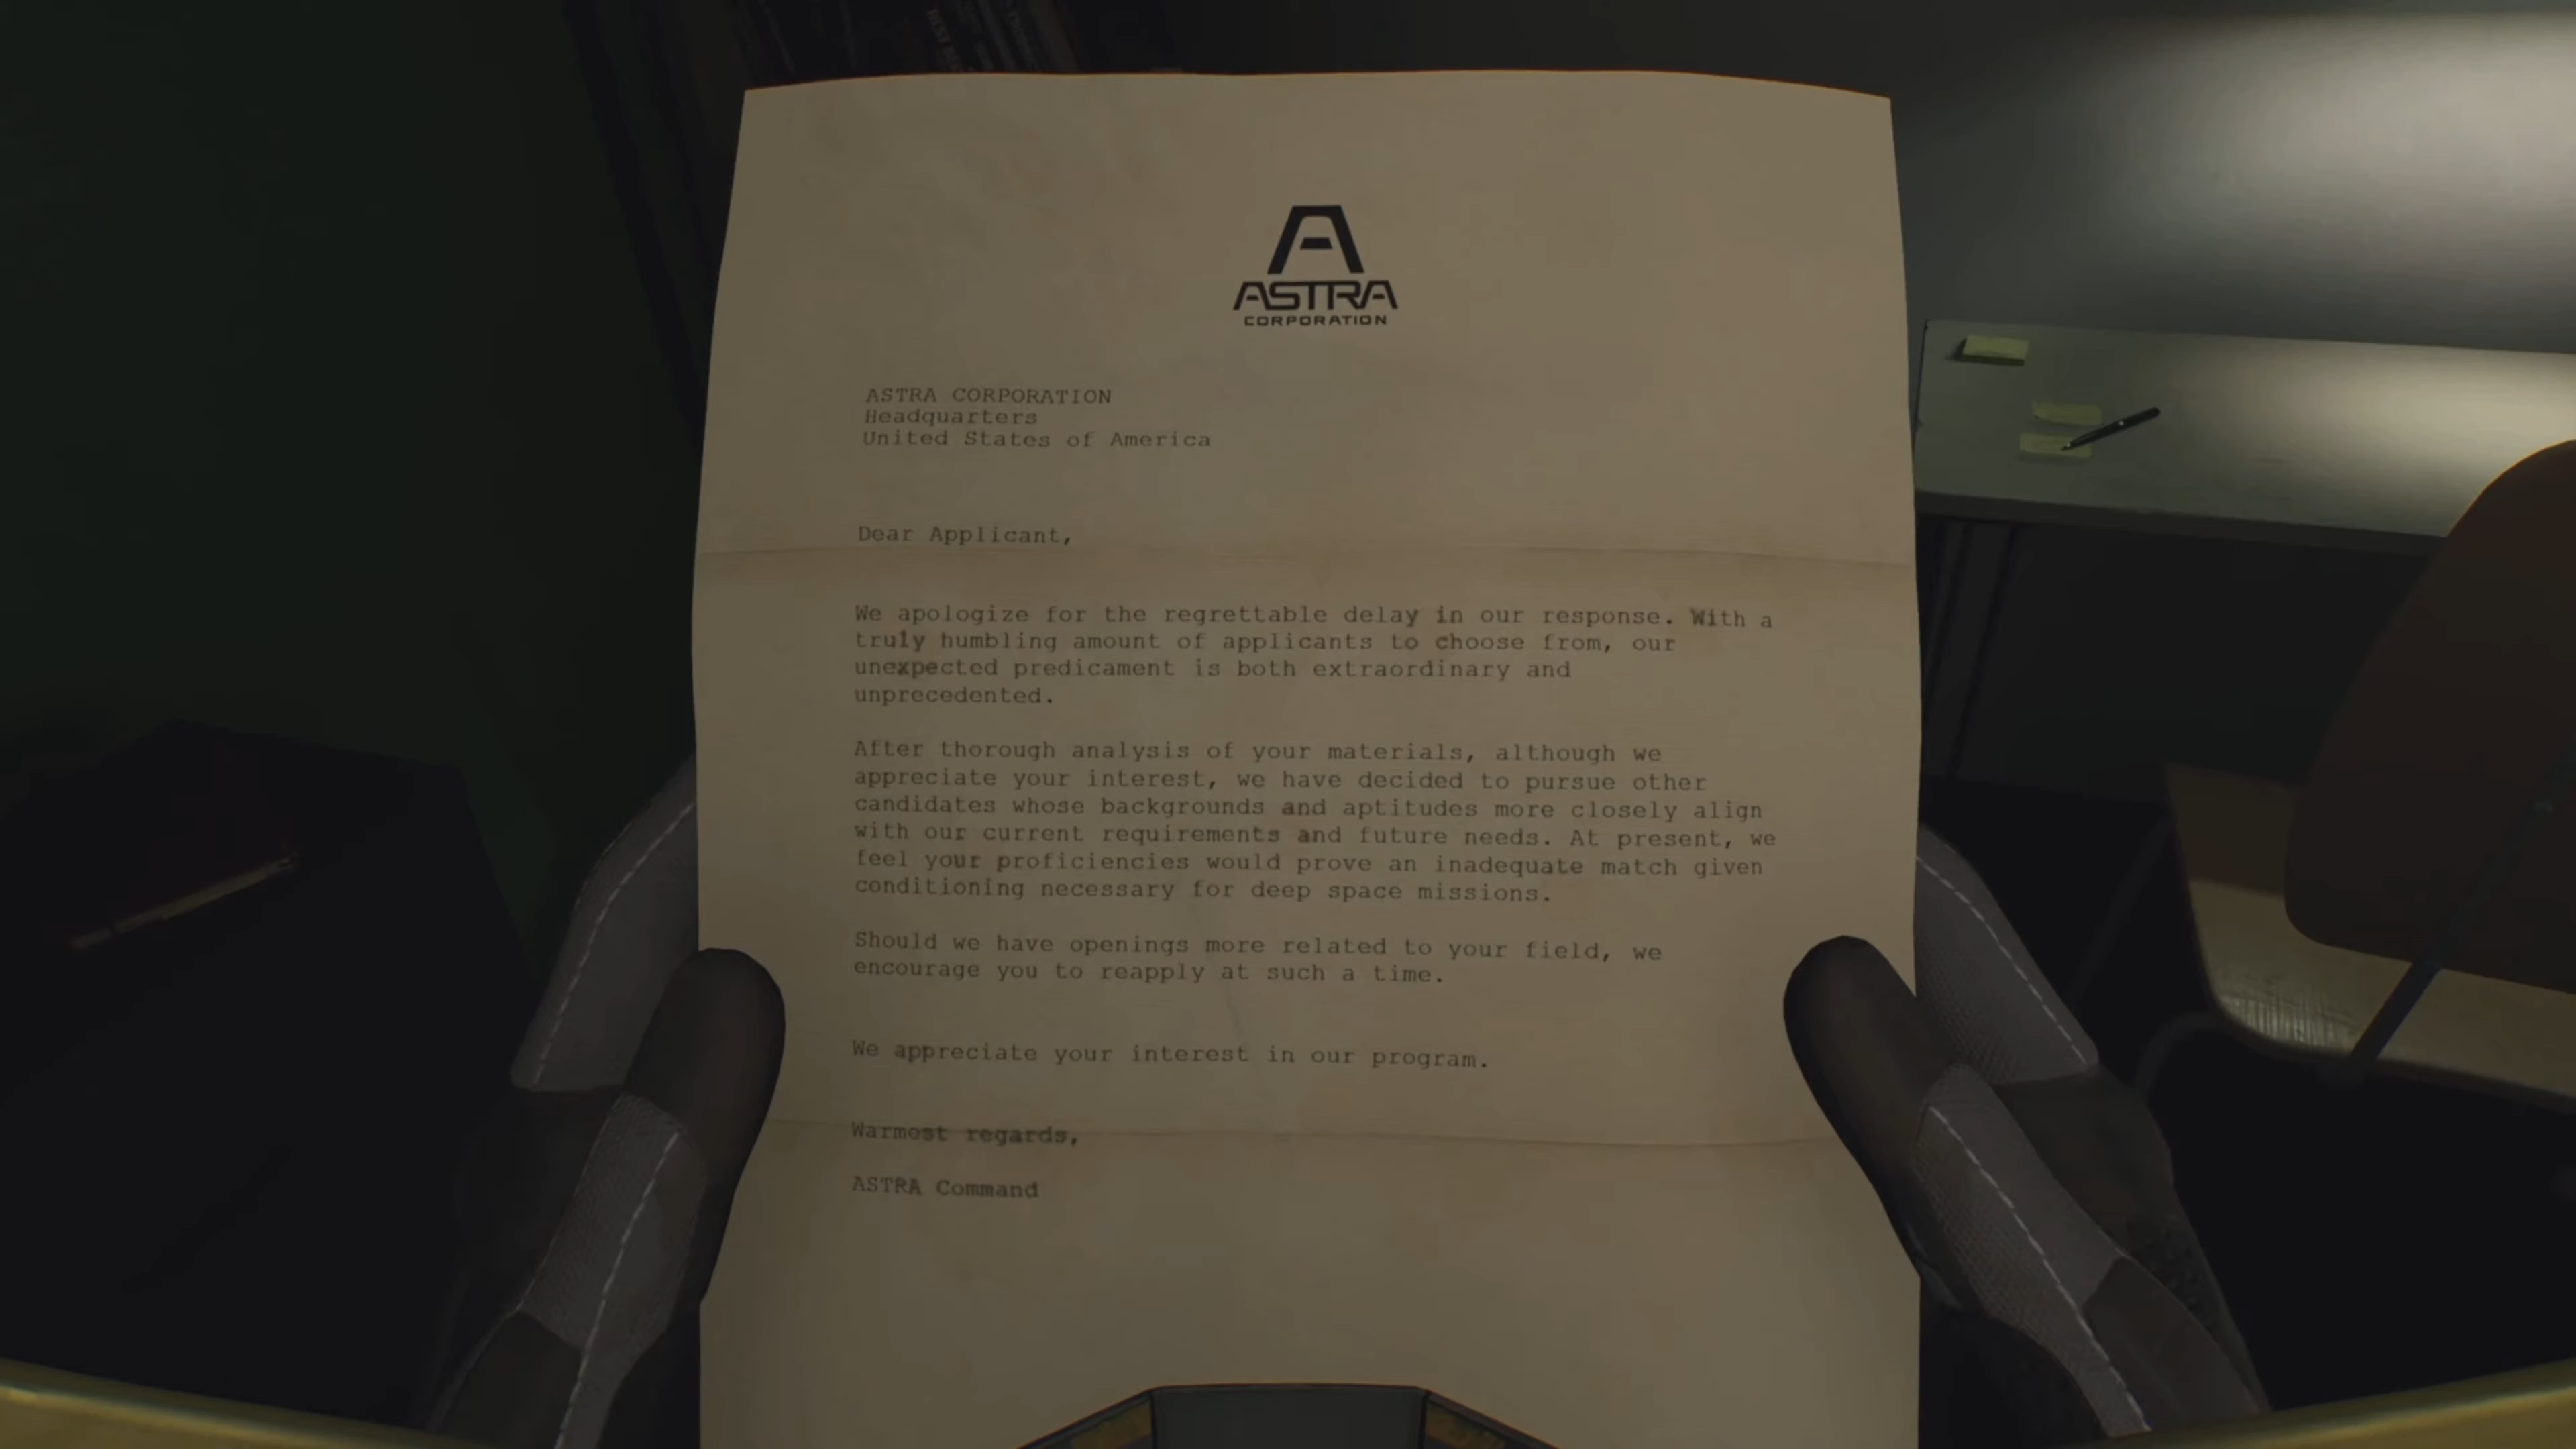 A
ASTRA
CORPORATION
ASTRA CORPORATION
Headquarters
United States of America
Dear Applicant,
We apologize for the regrettable delay in our response. With a
truly humbling amount of applicants to choose from, our
unexpected predicament is both extraordinary and
unprecedented.
After thorough analysis of your materials, although we
appreciate your interest, we have decided to pursue other
candidates whose backgrounds and aptitudes more closely align
with our current requirements and future needs. At present, we
feel your proficiencies would prove an inadequate match given
conditioning necessary for deep space missions.
Should we have openings more related to your field, we
encourage you to reapply at such a time.
We appreciate your interest in our program.
Warmest regards,
ASTRA Command